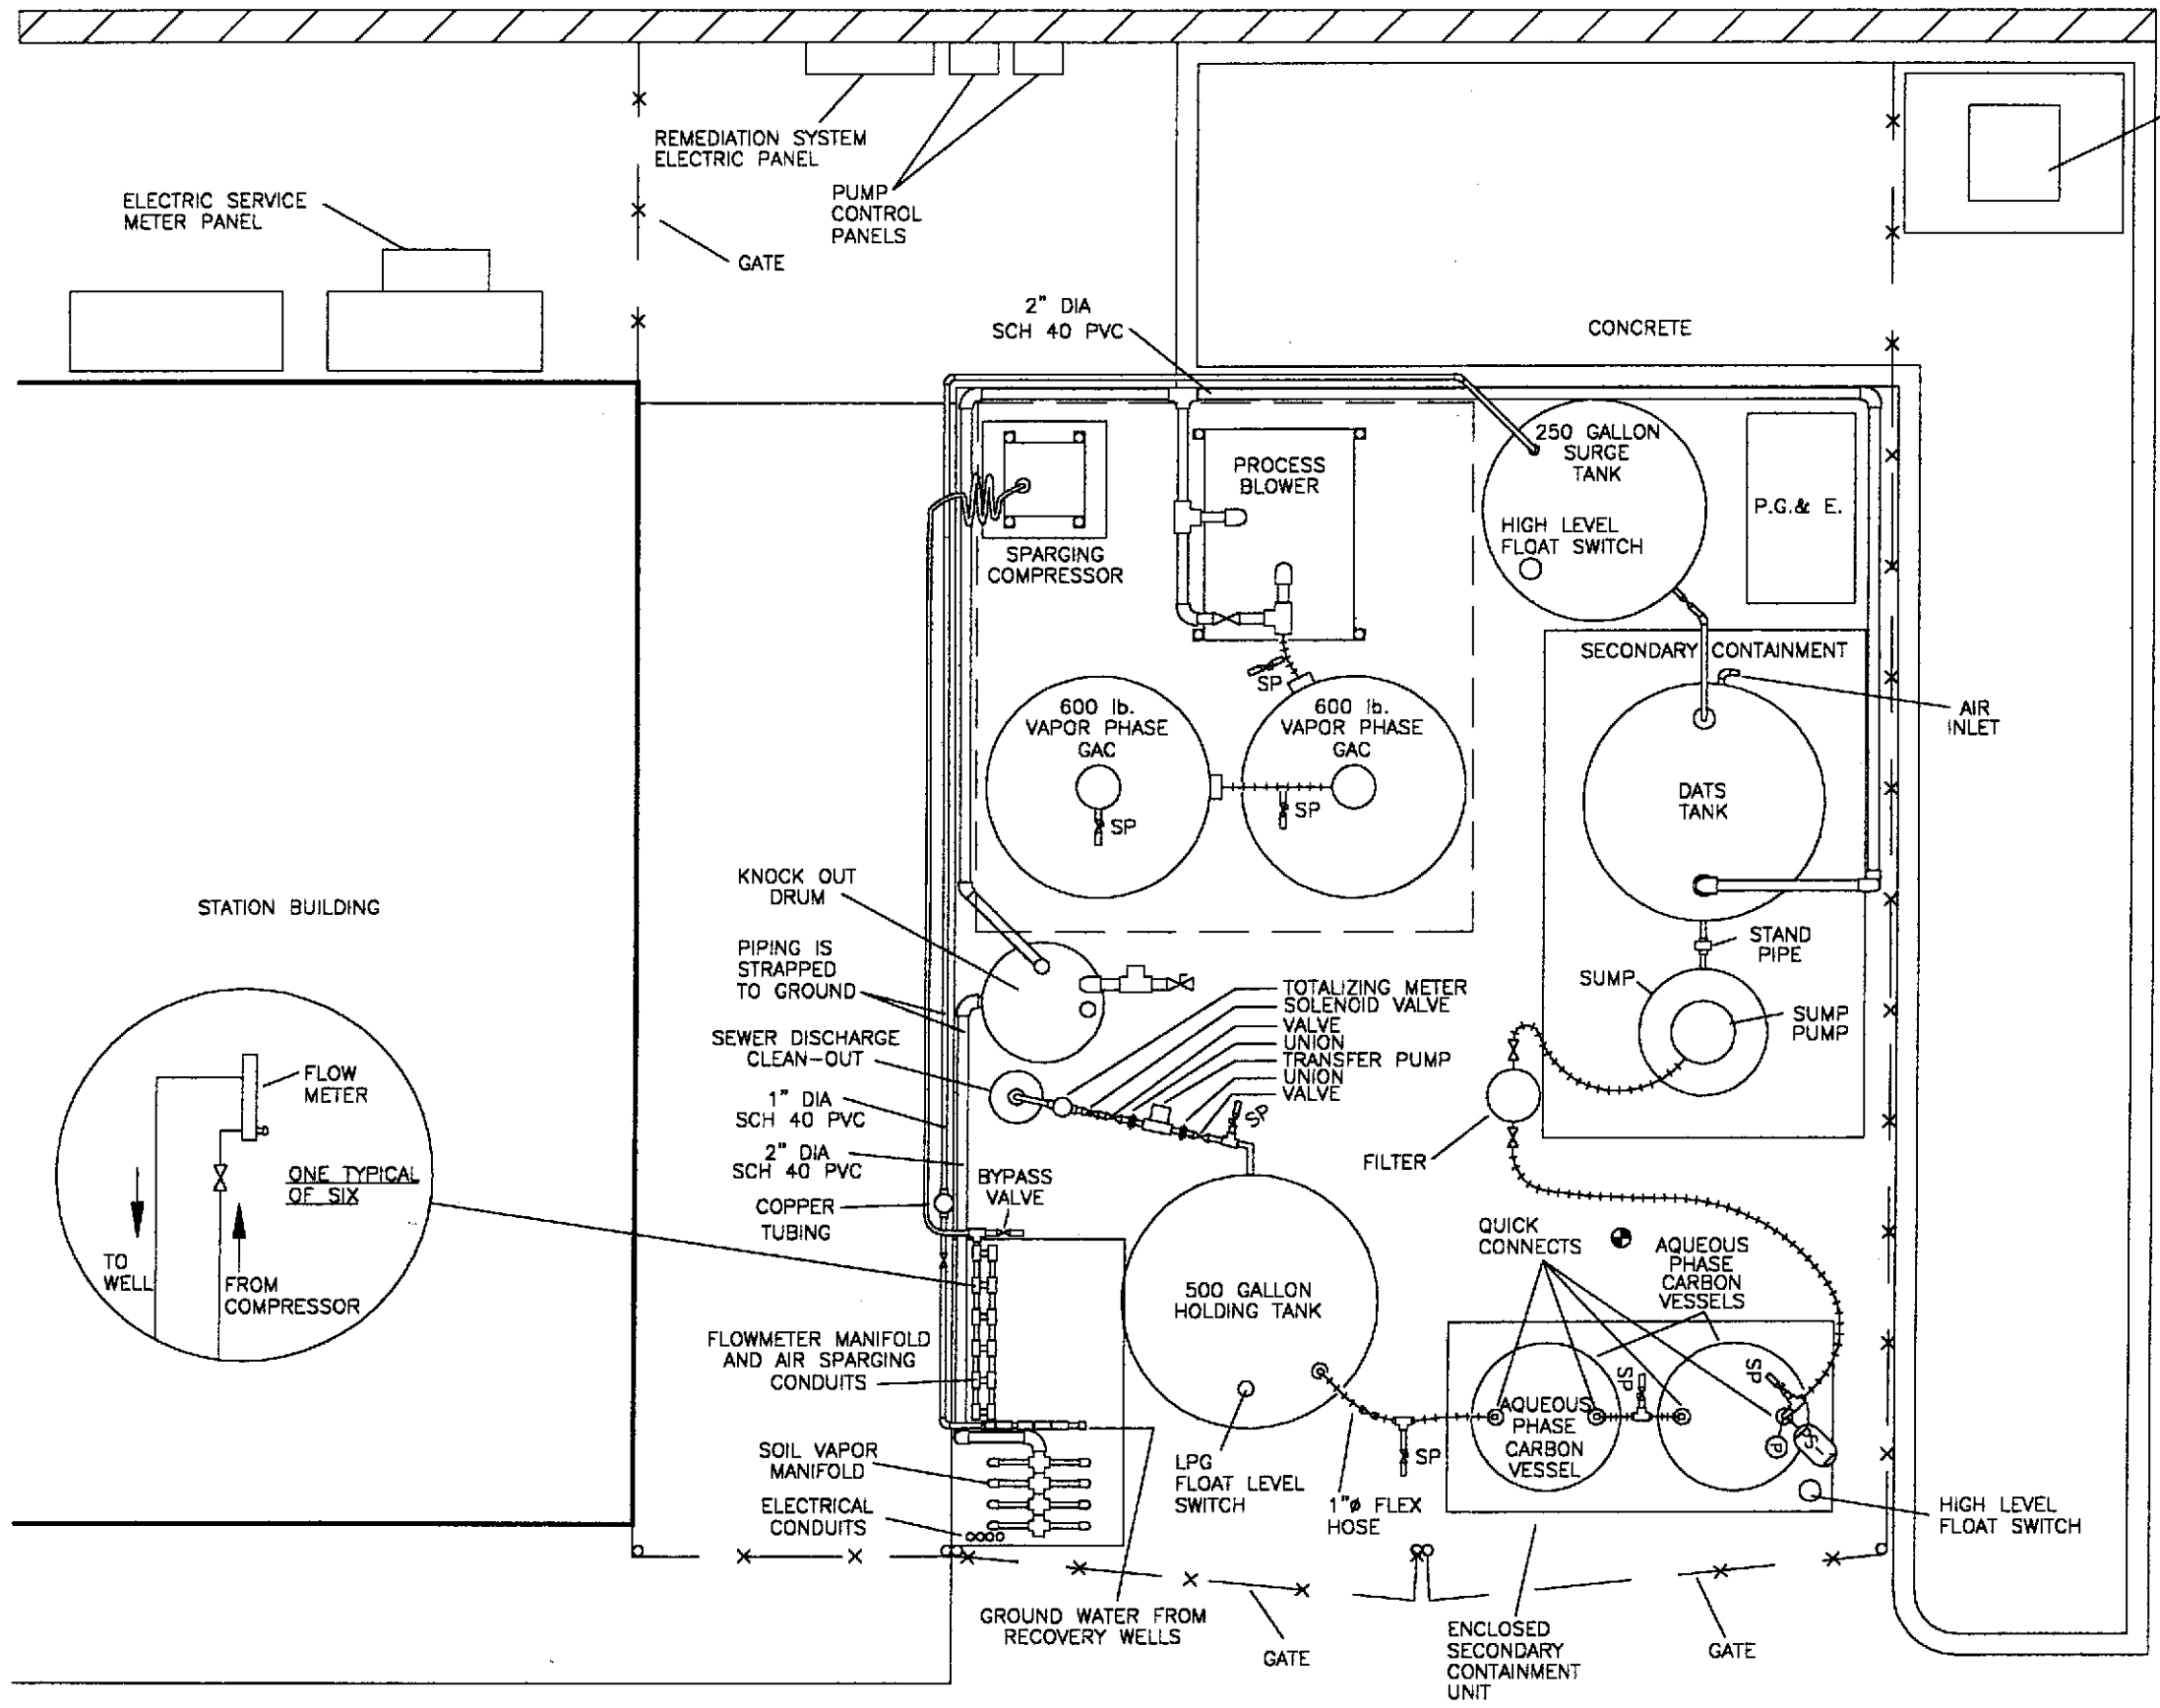 REMEDIATION SYSTEM
ELECTRIC PANEL
PUMP
CONTROL
PANELS
ELECTRIC SERVICE
METER PANEL
GATE
2" DIA
SCH 40 PVC
CONCRETE
250 GALLON
SURGE
TANK
HIGH LEVEL
FLOAT SWITCH
PROCESS
BLOWER
P.G.& E.
SPARGING
COMPRESSOR
SECONDARY CONTAINMENT
SP
600 lb.
VAPOR PHASE
GAC
SP
600 lb.
VAPOR PHASE
GAC
SP
AIR
INLET
DATS
TANK
KNOCK OUT
DRUM
STATION BUILDING
PIPING IS
STRAPPED
TO GROUND
STAND
PIPE
SUMP
SUMP
PUMP
TOTALIZING METER
SOLENOID VALVE
VALVE
UNION
TRANSFER PUMP
UNION
VALVE
SP
SEWER DISCHARGE
CLEAN-OUT
FLOW
METER
1" DIA
SCH 40 PVC
2" DIA
SCH 40 PVC
FILTER
ONE TYPICAL
OF SIX
BYPASS
VALVE
COPPER
TUBING
TO
WELL
FROM
COMPRESSOR
QUICK
CONNECTS
AQUEOUS
PHASE
CARBON
VESSELS
500 GALLON
HOLDING TANK
FLOWMETER MANIFOLD
AND AIR SPARGING
CONDUITS
SP
SP
AQUEOUS
PHASE
CARBON
VESSEL
P
S
SOIL VAPOR
MANIFOLD
LPG
FLOAT LEVEL
SWITCH
SP
1"ø FLEX
HOSE
ELECTRICAL
CONDUITS
HIGH LEVEL
FLOAT SWITCH
GROUND WATER FROM
RECOVERY WELLS
GATE
ENCLOSED
SECONDARY
CONTAINMENT
UNIT
GATE